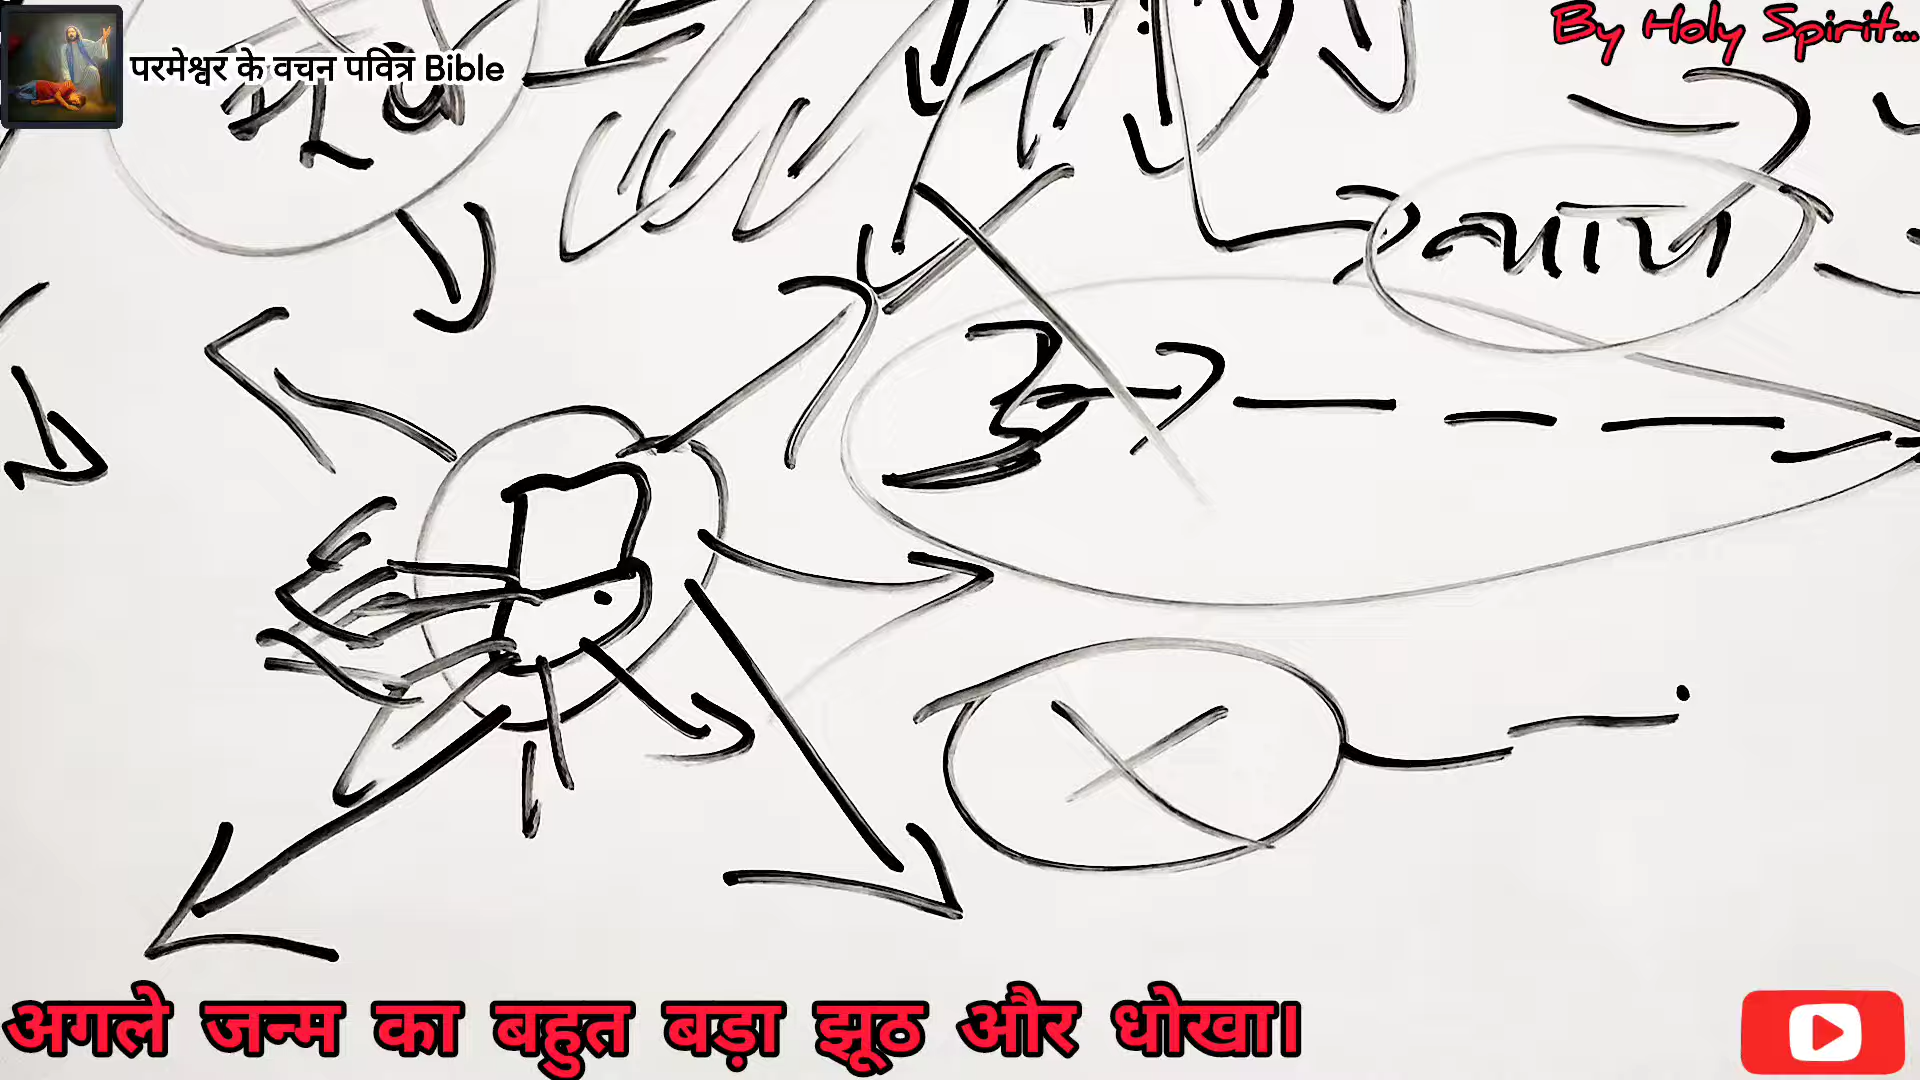 By Holy Spirit...
परमेश्वर के वचन पवित्र Bible
न्याय
अगले जन्म का बहुत बड़ा झूठ और धोखा।